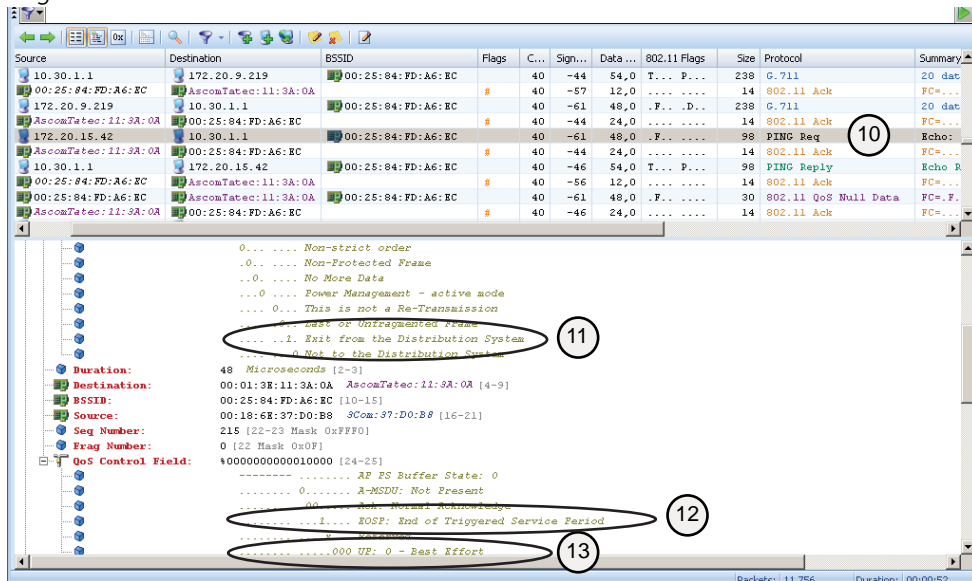 Source Destination BSSID Flags C... Sign... Data ... 802.11 Flags Size Protocol Summary
10.30.1.1 172.20.9.219 00:25:84:FD:A6:EC 40 -44 54,0 T... P... 238 G.711 20 dat
00:25:84:FD:A6:EC AscomTatec:11:3A:0A # 40 -57 12,0 .... .... 14 802.11 Ack FC=...
172.20.9.219 10.30.1.1 00:25:84:FD:A6:EC 40 -61 48,0 .F.. .D.. 238 G.711 20 dat
AscomTatec:11:3A:0A 00:25:84:FD:A6:EC # 40 -44 24,0 .... .... 14 802.11 Ack FC=...
172.20.15.42 10.30.1.1 00:25:84:FD:A6:EC 40 -61 48,0 .F.. .... 98 PING Req 10 Echo:
AscomTatec:11:3A:0A 00:25:84:FD:A6:EC # 40 -44 24,0 .... .... 14 802.11 Ack FC=...
10.30.1.1 172.20.15.42 00:25:84:FD:A6:EC 40 -46 54,0 T... P... 98 PING Reply Echo R
00:25:84:FD:A6:EC AscomTatec:11:3A:0A # 40 -56 12,0 .... .... 14 802.11 Ack FC=...
00:25:84:FD:A6:EC AscomTatec:11:3A:0A 00:25:84:FD:A6:EC 40 -61 48,0 .F.. .... 30 802.11 QoS Null Data FC=.F.
AscomTatec:11:3A:0A 00:25:84:FD:A6:EC # 40 -46 24,0 .... .... 14 802.11 Ack FC=...
0... .... Non-strict order
.0.. .... Non-Protected Frame
..0. .... No More Data
...0 .... Power Management - active mode
.... 0... This is not a Re-Transmission
.... .0.. Last or Unfragmented Frame
.... ..1. Exit from the Distribution System 11
.... ...0 Not to the Distribution System
Duration: 48 Microseconds [2-3]
Destination: 00:01:3E:11:3A:0A AscomTatec:11:3A:0A [4-9]
BSSID: 00:25:84:FD:A6:EC [10-15]
Source: 00:18:6E:37:D0:B8 3Com:37:D0:B8 [16-21]
Seq Number: 215 [22-23 Mask 0xFFF0]
Frag Number: 0 [22 Mask 0x0F]
QoS Control Field: %0000000000010000 [24-25]
-------- ........ AP PS Buffer State: 0
........ 0....... A-MSDU: Not Present
........ .00..... Ack: Normal Acknowledge
........ ...1.... EOSP: End of Triggered Service Period 12
........ ....x... Reserved
........ .....000 UP: 0 - Best Effort 13
Packets: 11 756 Duration: 00:00:52